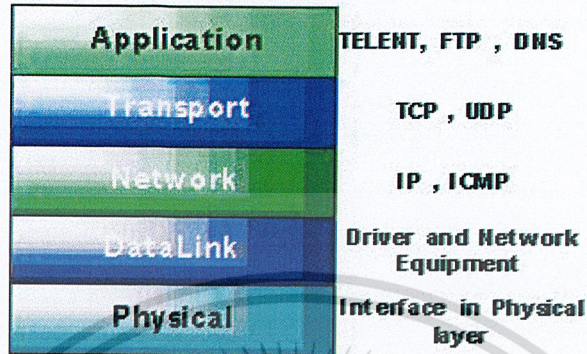 Application TELENT, FTP , DNS
Transport TCP , UDP
Network IP , ICMP
DataLink Driver and Network
Equipment
Physical Interface in Physical
layer